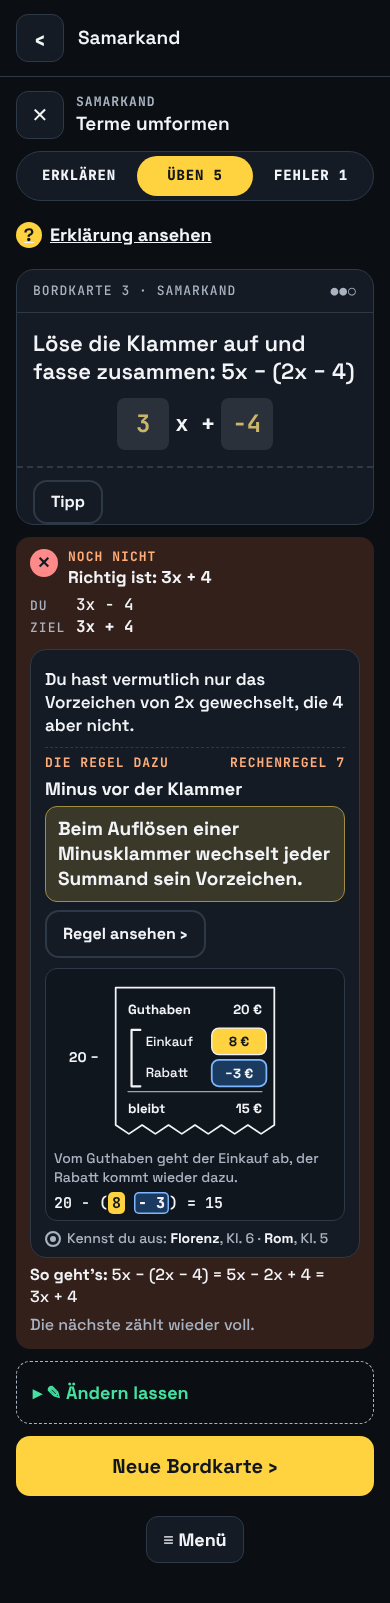 < Samarkand
✕ SAMARKAND
Terme umformen
ERKLÄREN ÜBEN 5 FEHLER 1
? Erklärung ansehen
BORDKARTE 3 · SAMARKAND ●●○
Löse die Klammer auf und
fasse zusammen: 5x − (2x − 4)
3 x + -4
Tipp
✕ NOCH NICHT
Richtig ist: 3x + 4
DU 3x - 4
ZIEL 3x + 4
Du hast vermutlich nur das
Vorzeichen von 2x gewechselt, die 4
aber nicht.
DIE REGEL DAZU RECHENREGEL 7
Minus vor der Klammer
Beim Auflösen einer
Minusklammer wechselt jeder
Summand sein Vorzeichen.
Regel ansehen >
Guthaben 20 €
Einkauf 8 €
20 −
Rabatt −3 €
bleibt 15 €
Vom Guthaben geht der Einkauf ab, der
Rabatt kommt wieder dazu.
20 - (8 - 3) = 15
Kennst du aus: Florenz, Kl. 6 · Rom, Kl. 5
So geht's: 5x − (2x − 4) = 5x − 2x + 4 =
3x + 4
Die nächste zählt wieder voll.
▸ ✎ Ändern lassen
Neue Bordkarte >
≡ Menü